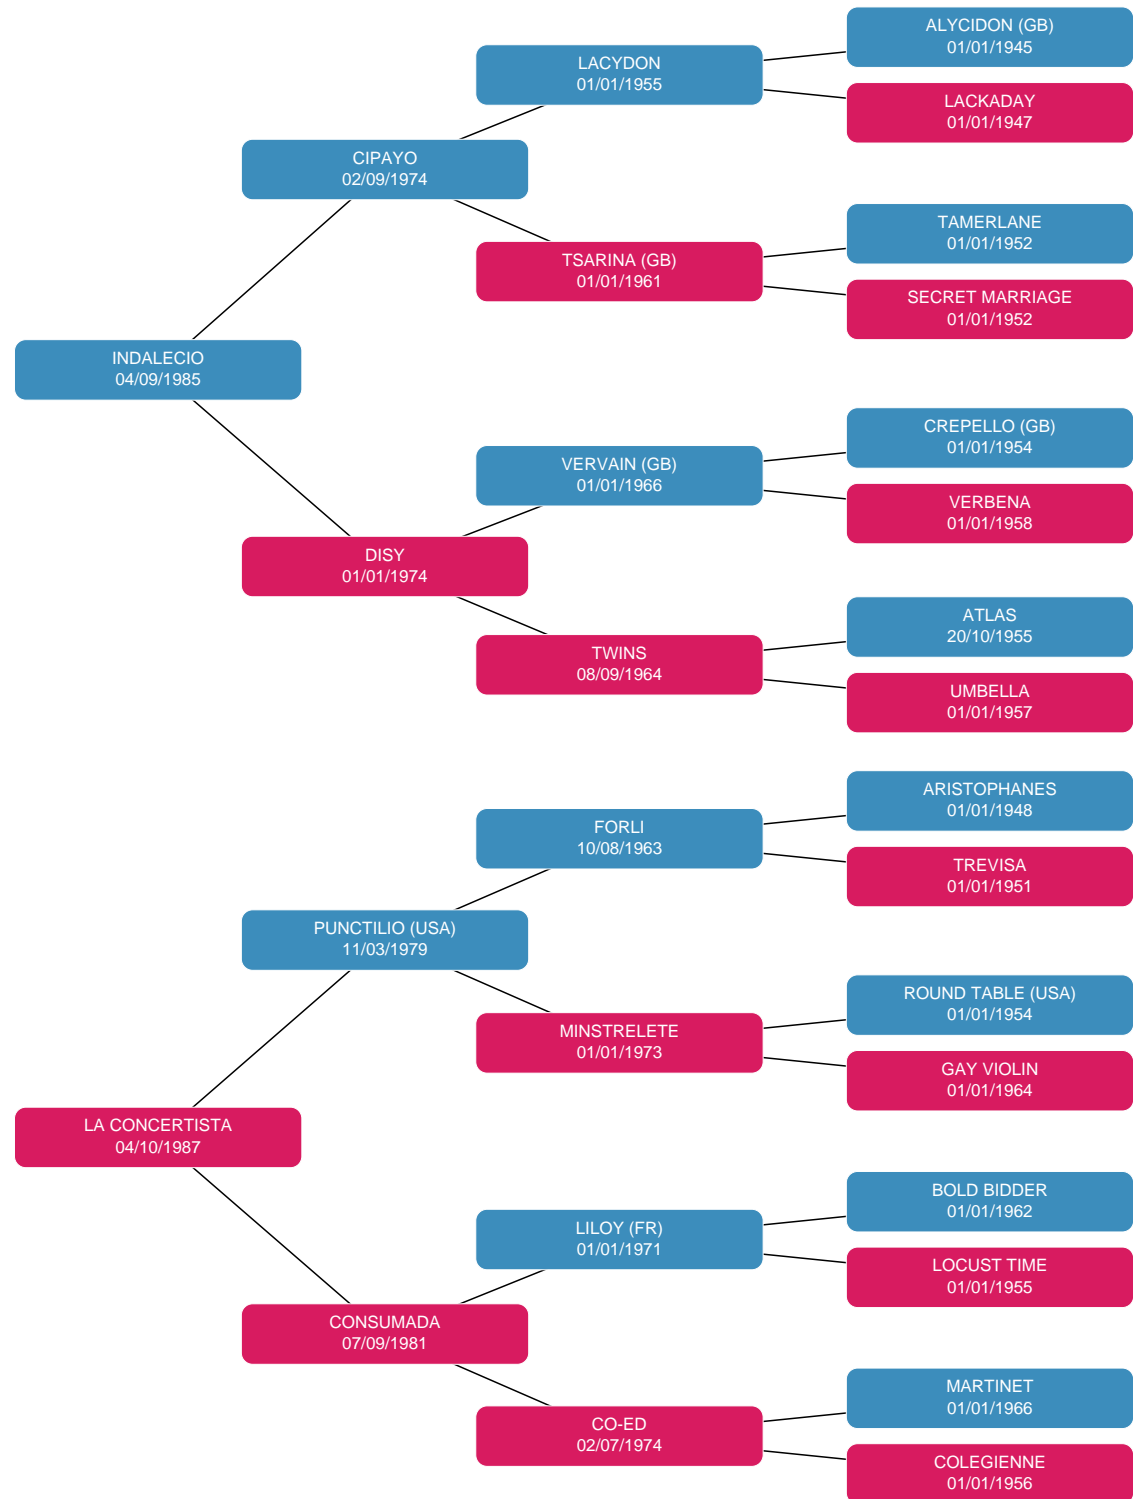 ALYCIDON (GB)
01/01/1945
LACYDON
01/01/1955
LACKADAY
01/01/1947
CIPAYO
02/09/1974
TAMERLANE
01/01/1952
TSARINA (GB)
01/01/1961
SECRET MARRIAGE
01/01/1952
INDALECIO
04/09/1985
CREPELLO (GB)
01/01/1954
VERVAIN (GB)
01/01/1966
VERBENA
01/01/1958
DISY
01/01/1974
ATLAS
20/10/1955
TWINS
08/09/1964
UMBELLA
01/01/1957
ARISTOPHANES
01/01/1948
FORLI
10/08/1963
TREVISA
01/01/1951
PUNCTILIO (USA)
11/03/1979
ROUND TABLE (USA)
01/01/1954
MINSTRELETE
01/01/1973
GAY VIOLIN
01/01/1964
LA CONCERTISTA
04/10/1987
BOLD BIDDER
01/01/1962
LILOY (FR)
01/01/1971
LOCUST TIME
01/01/1955
CONSUMADA
07/09/1981
MARTINET
01/01/1966
CO-ED
02/07/1974
COLEGIENNE
01/01/1956